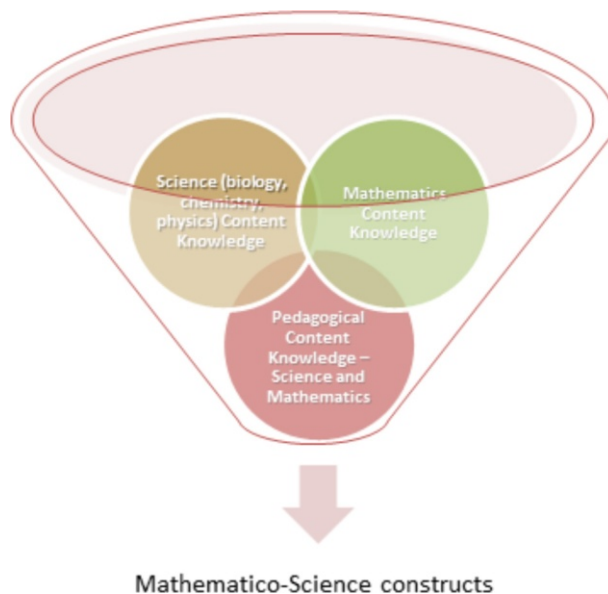 Science (biology,
chemistry,
physics) Content
Knowledge
Mathematics
Content
Knowledge
Pedagogical
Content
Knowledge –
Science and
Mathematics
Mathematico-Science constructs